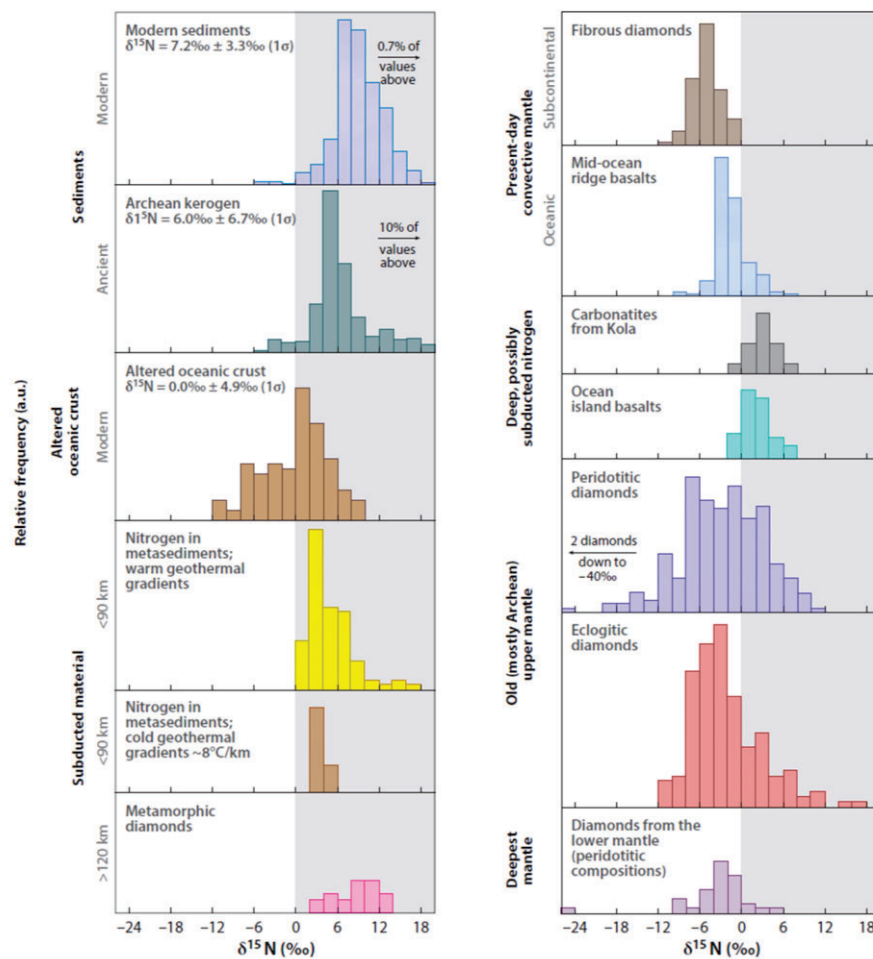 Relative frequency (a.u.)
Sediments
Modern
Modern sediments
δ¹⁵N = 7.2‰ ± 3.3‰ (1σ)
0.7% of
values
above
Ancient
Archean kerogen
δ1⁵N = 6.0‰ ± 6.7‰ (1σ)
10% of
values
above
Altered
oceanic crust
Modern
Altered oceanic crust
δ¹⁵N = 0.0‰ ± 4.9‰ (1σ)
Subducted material
<90 km
Nitrogen in
metasediments;
warm geothermal
gradients
<90 km
Nitrogen in
metasediments;
cold geothermal
gradients ~8°C/km
>120 km
Metamorphic
diamonds
−24 −18 −12 −6 0 6 12 18
δ¹⁵N (‰)
Present-day
convective mantle
Subcontinental
Fibrous diamonds
Oceanic
Mid-ocean
ridge basalts
Deep, possibly
subducted nitrogen
Carbonatites
from Kola
Ocean
island basalts
Old (mostly Archean)
upper mantle
Peridotitic
diamonds
2 diamonds
down to
−40‰
Eclogitic
diamonds
Deepest
mantle
Diamonds from the
lower mantle
(peridotitic
compositions)
−24 −18 −12 −6 0 6 12 18
δ¹⁵N (‰)